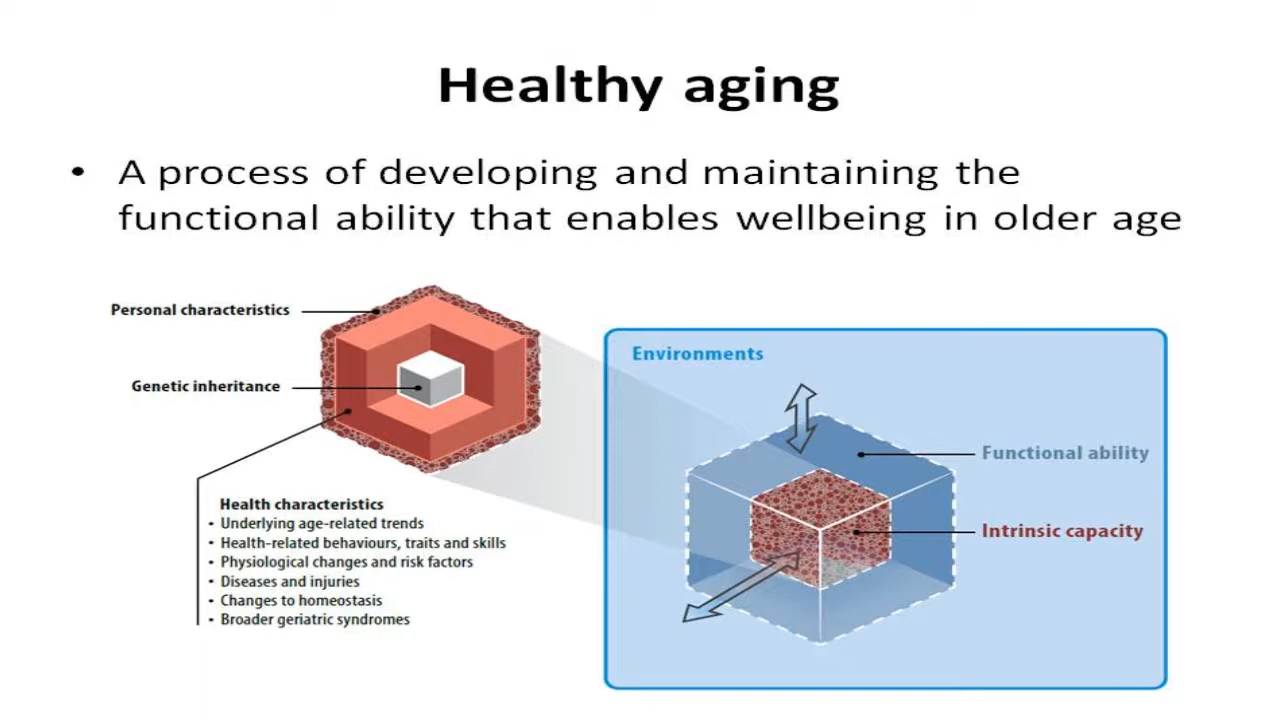 Healthy aging
• A process of developing and maintaining the
functional ability that enables wellbeing in older age
Personal characteristics
Genetic inheritance
Health characteristics
• Underlying age-related trends
• Health-related behaviours, traits and skills
• Physiological changes and risk factors
• Diseases and injuries
• Changes to homeostasis
• Broader geriatric syndromes
Environments
Functional ability
Intrinsic capacity